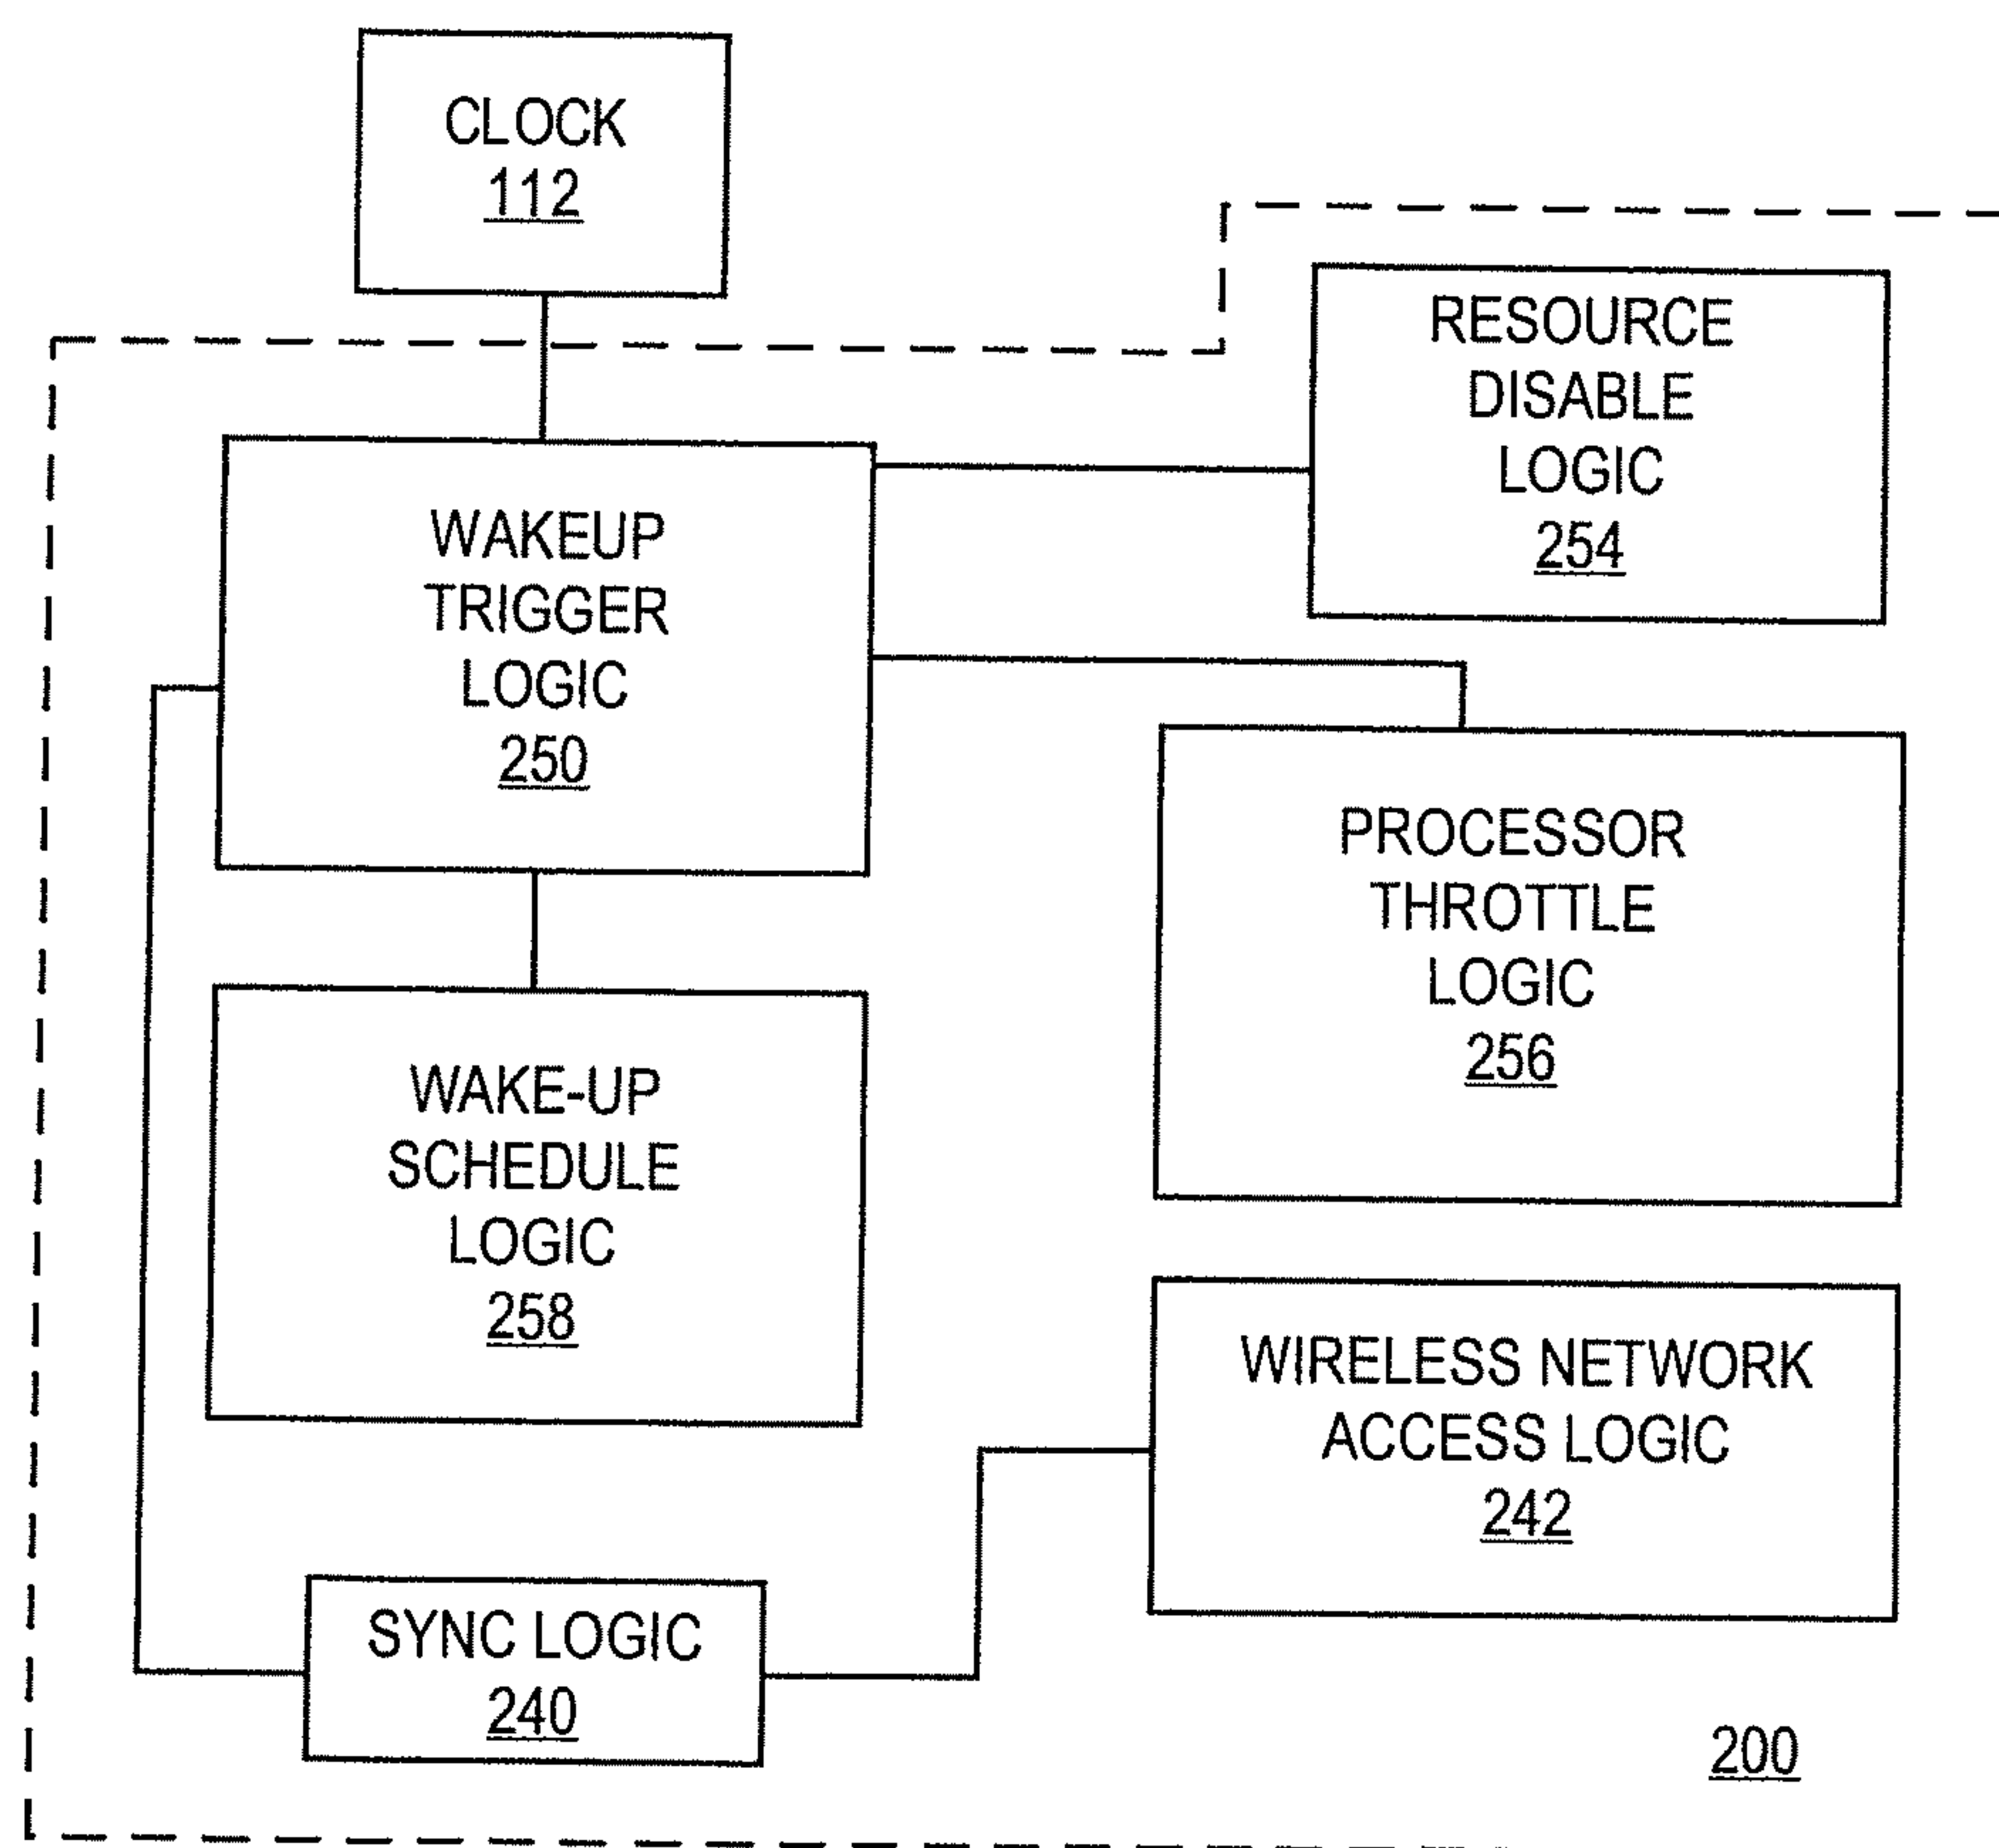 CLOCK
112
RESOURCE
DISABLE
LOGIC
254
WAKEUP
TRIGGER
LOGIC
250
PROCESSOR
THROTTLE
LOGIC
256
WAKE-UP
SCHEDULE
LOGIC
258
WIRELESS NETWORK
ACCESS LOGIC
242
SYNC LOGIC
240
200